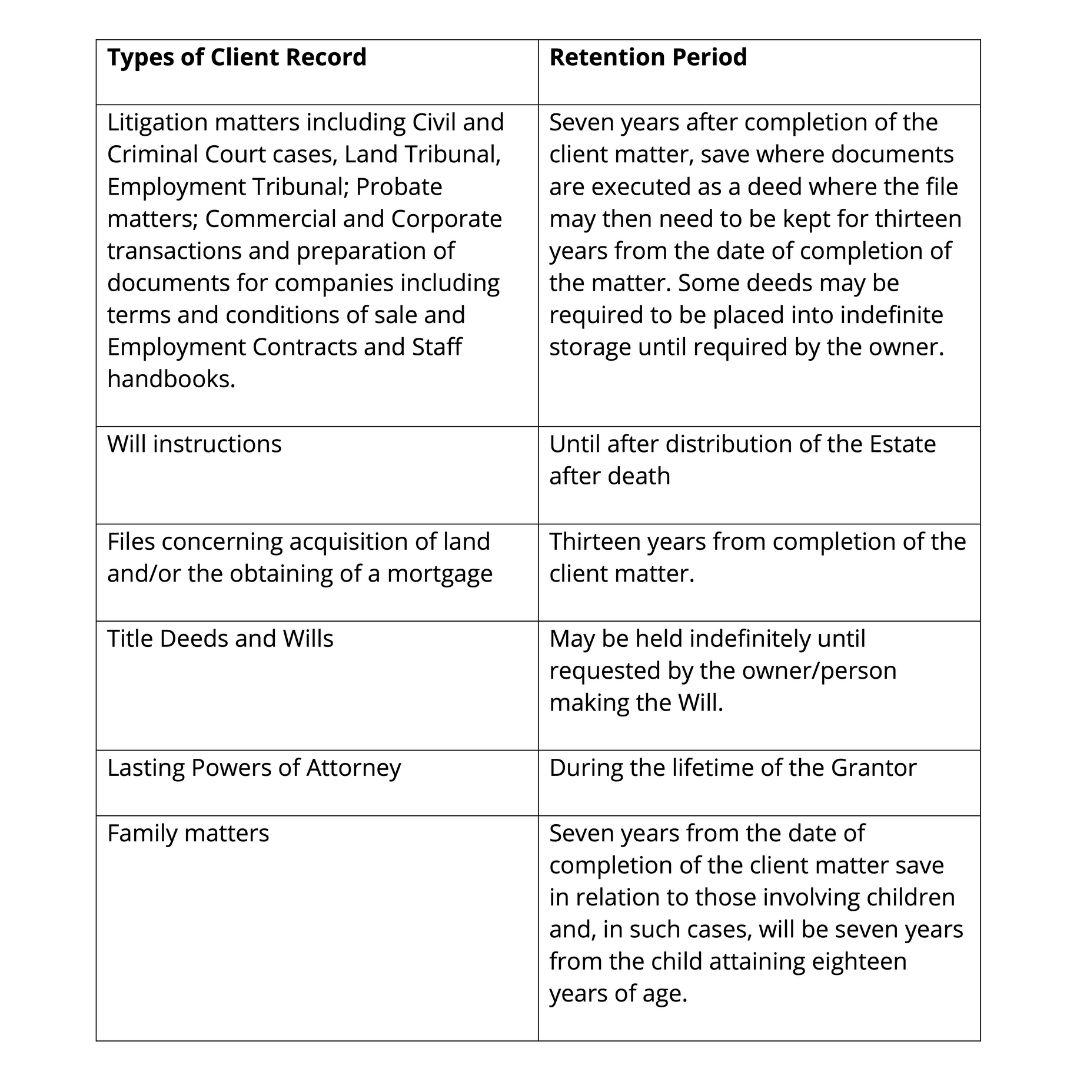 Types of Client Record
Retention Period
Litigation matters including Civil and
Criminal Court cases, Land Tribunal,
Employment Tribunal; Probate
matters; Commercial and Corporate
transactions and preparation of
documents for companies including
terms and conditions of sale and
Employment Contracts and Staff
handbooks.
Seven years after completion of the
client matter, save where documents
are executed as a deed where the file
may then need to be kept for thirteen
years from the date of completion of
the matter. Some deeds may be
required to be placed into indefinite
storage until required by the owner.
Will instructions
Until after distribution of the Estate
after death
Files concerning acquisition of land
and/or the obtaining of a mortgage
Thirteen years from completion of the
client matter.
Title Deeds and Wills
May be held indefinitely until
requested by the owner/person
making the Will.
Lasting Powers of Attorney
During the lifetime of the Grantor
Family matters
Seven years from the date of
completion of the client matter save
in relation to those involving children
and, in such cases, will be seven years
from the child attaining eighteen
years of age.